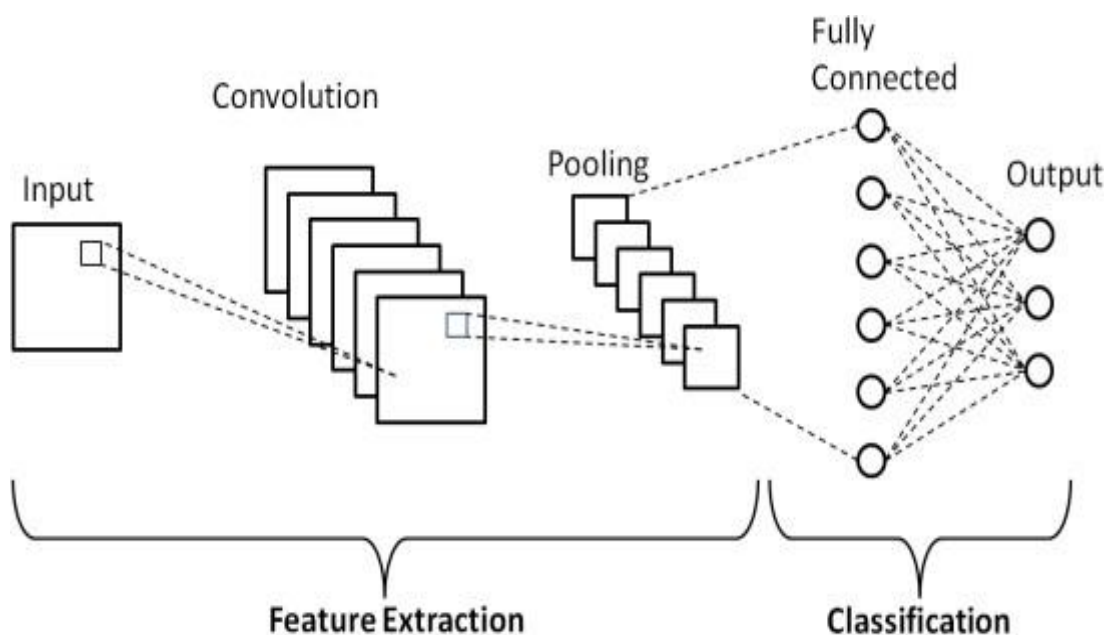 Input
Convolution
Pooling
Fully
Connected
Output
Feature Extraction
Classification